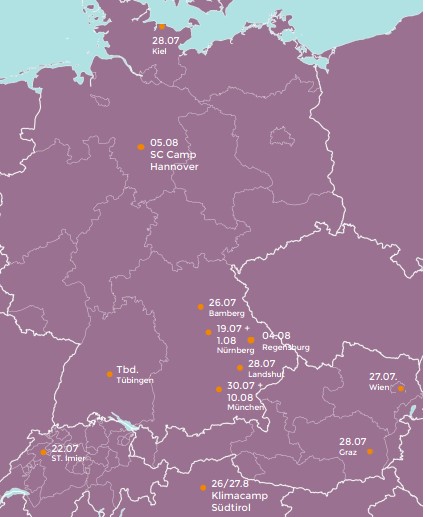 28.07
Kiel
05.08
SC Camp
Hannover
26.07
Bamberg
19.07 +
1.08
Nürnberg
04.08
Regensburg
28.07
Landshut
Tbd.
Tübingen
30.07 +
10.08
München
27.07.
Wien
28.07
Graz
22.07
ST. Imier
26/27.8
Klimacamp
Südtirol